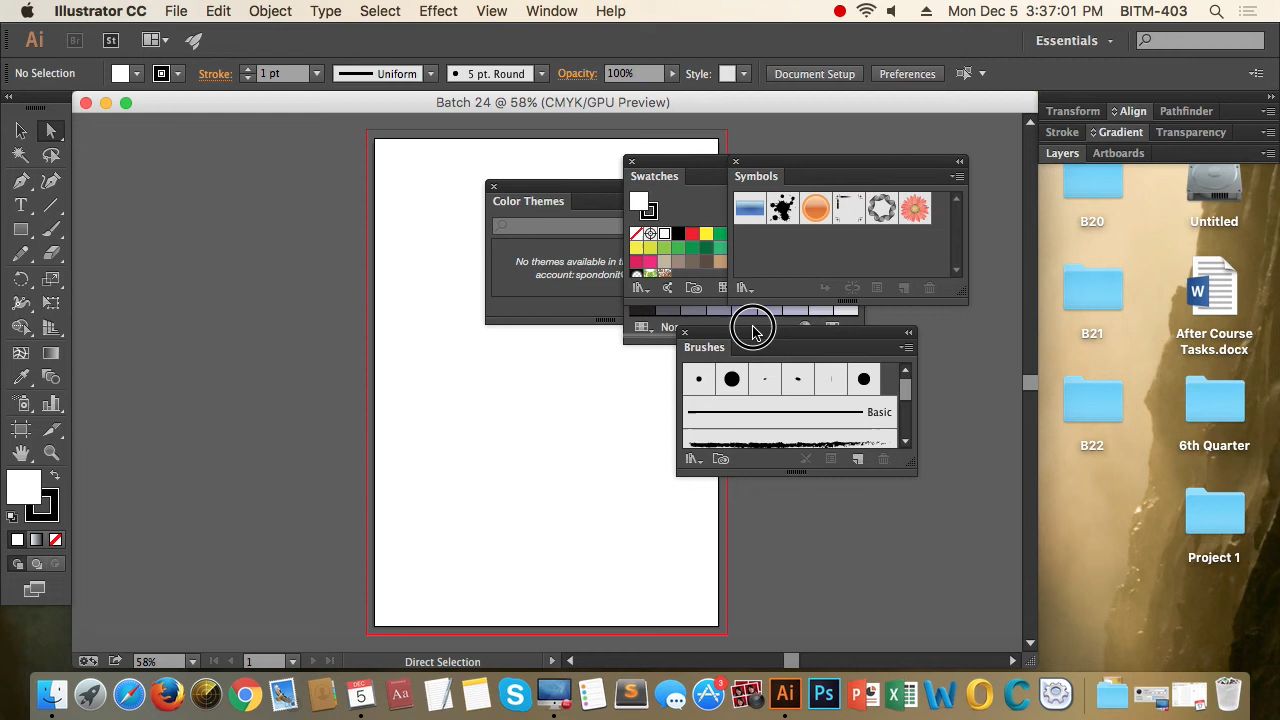 Illustrator CC File Edit Object Type Select Effect View Window Help Mon Dec 5 3:37:01 PM BITM-403
Ai Br St Essentials
No Selection Stroke: 1 pt Uniform 5 pt. Round Opacity: 100% Style: Document Setup Preferences
Batch 24 @ 58% (CMYK/GPU Preview)
Transform Align Pathfinder
Stroke Gradient Transparency
Layers Artboards
Swatches Symbols
Color Themes
No themes available in th
account: spondonit
Brushes
Basic
B20 Untitled
B21 After Course
Tasks.docx
B22 6th Quarter
Project 1
58% 1 Direct Selection